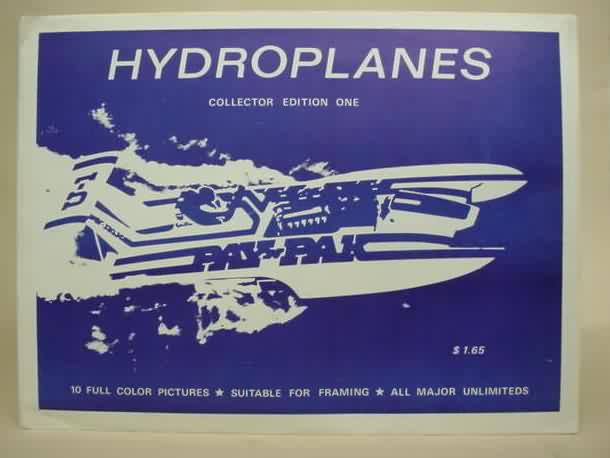 HYDROPLANES
COLLECTOR EDITION ONE
PAY-PAK
$1.65
10 FULL COLOR PICTURES ★ SUITABLE FOR FRAMING ★ ALL MAJOR UNLIMITEDS